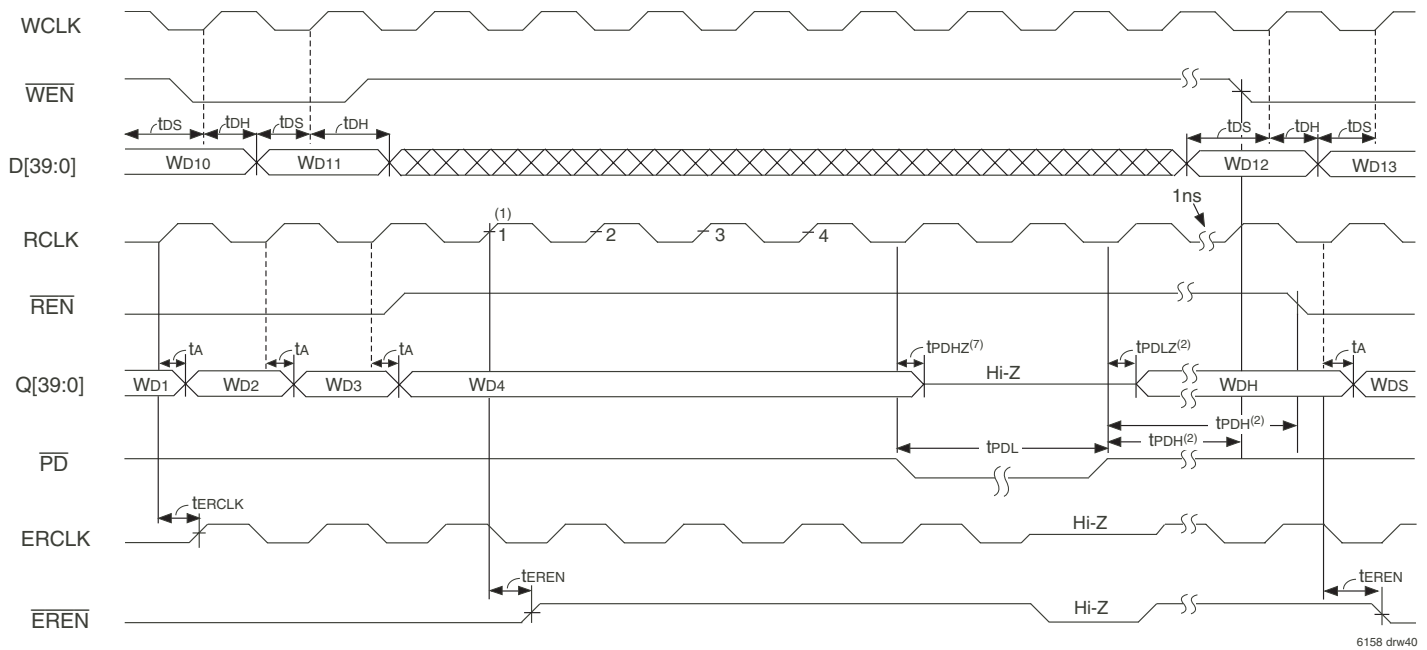 WCLK
WEN
tDS tDH tDS tDH tDS tDH tDS
D[39:0] WD10 WD11 WD12 WD13
1ns
(1)
RCLK 1 2 3 4
REN
tA tA tA tPDHZ(7) tPDLZ(2) tA
Q[39:0] WD1 WD2 WD3 WD4 Hi-Z WDH WDS
tPDH(2)
tPDL tPDH(2)
PD
tERCLK
ERCLK Hi-Z
tEREN tEREN
EREN Hi-Z
6158 drw40